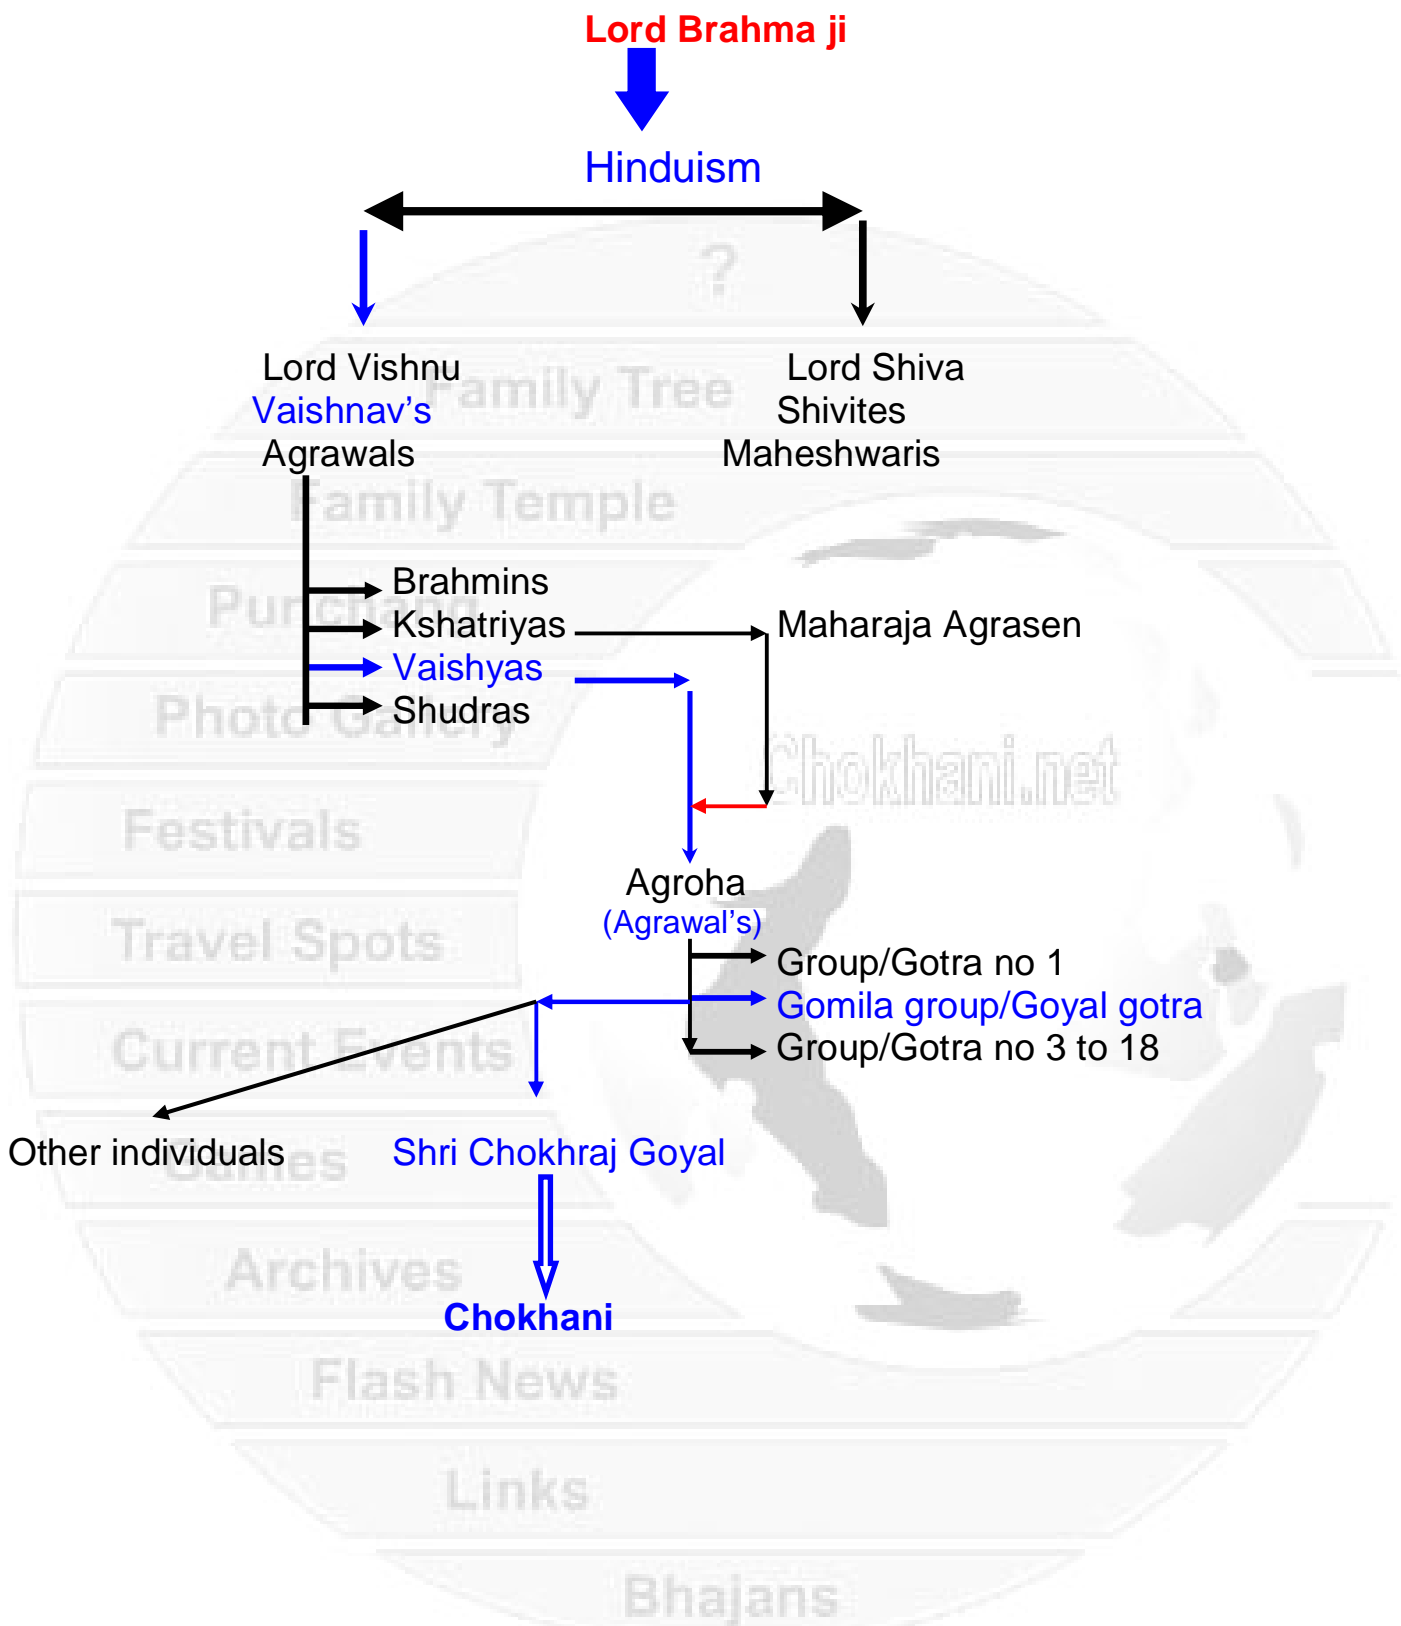 Lord Brahma ji
Hinduism
?
Lord Vishnu
Lord Shiva
Family Tree
Vaishnav's
Shivites
Agrawals
Maheshwaris
Family Temple
Brahmins
Punchang
Kshatriyas
Maharaja Agrasen
Vaishyas
Shudras
Photo Gallery
Chokhani.net
Festivals
Agroha
(Agrawal's)
Travel Spots
Group/Gotra no 1
Gomila group/Goyal gotra
Group/Gotra no 3 to 18
Current Events
Other individuals
Shri Chokhraj Goyal
Games
Archives
Chokhani
Flash News
Links
Bhajans